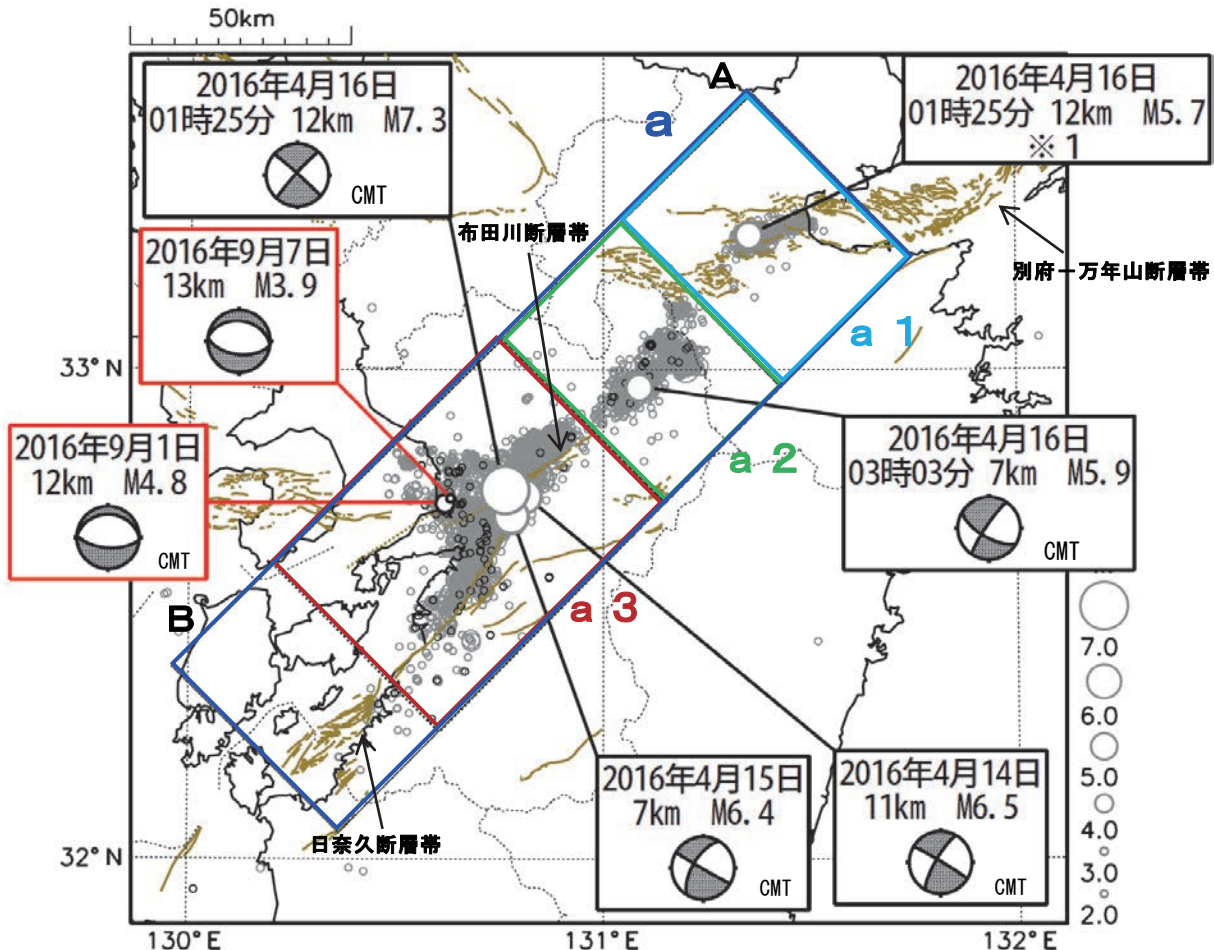 50km
2016年4月16日
01時25分 12km M7.3
CMT
A
a
2016年4月16日
01時25分 12km M5.7
※1
布田川断層帯
2016年9月7日
13km M3.9
別府－万年山断層帯
a 1
33°N
2016年9月1日
12km M4.8
CMT
a 2
2016年4月16日
03時03分 7km M5.9
CMT
a 3
B
7.0
6.0
5.0
4.0
3.0
2.0
2016年4月15日
7km M6.4
CMT
2016年4月14日
11km M6.5
CMT
日奈久断層帯
32°N
130°E
131°E
132°E